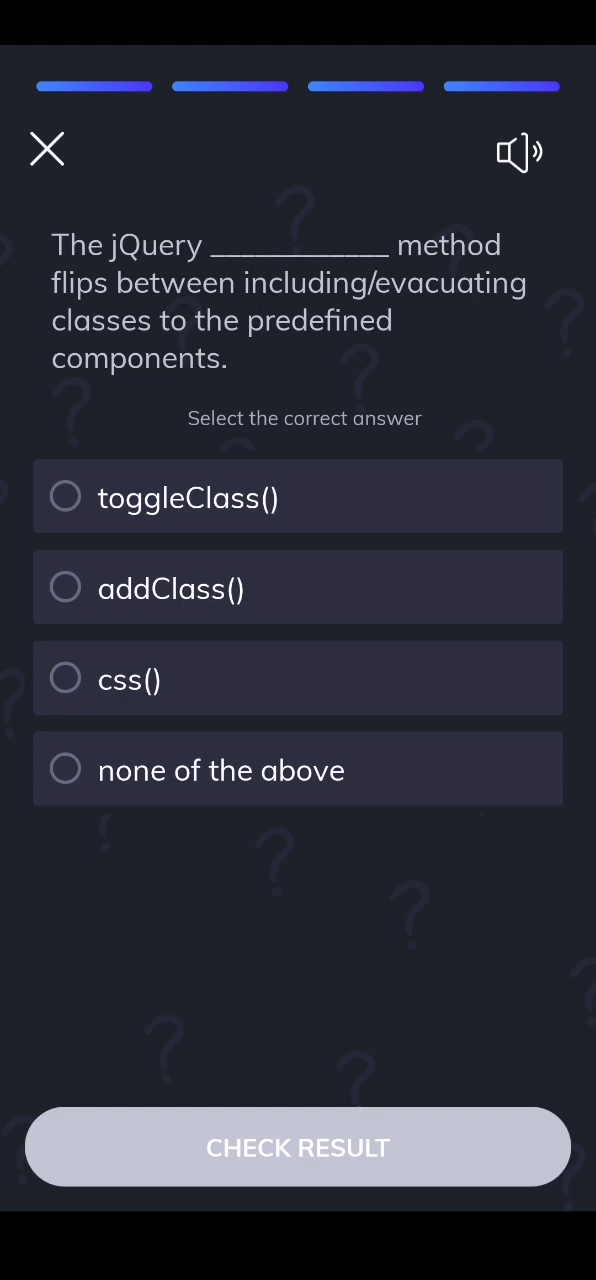 The jQuery ____________ method
flips between including/evacuating
classes to the predefined
components.
Select the correct answer
toggleClass()
addClass()
css()
none of the above
CHECK RESULT